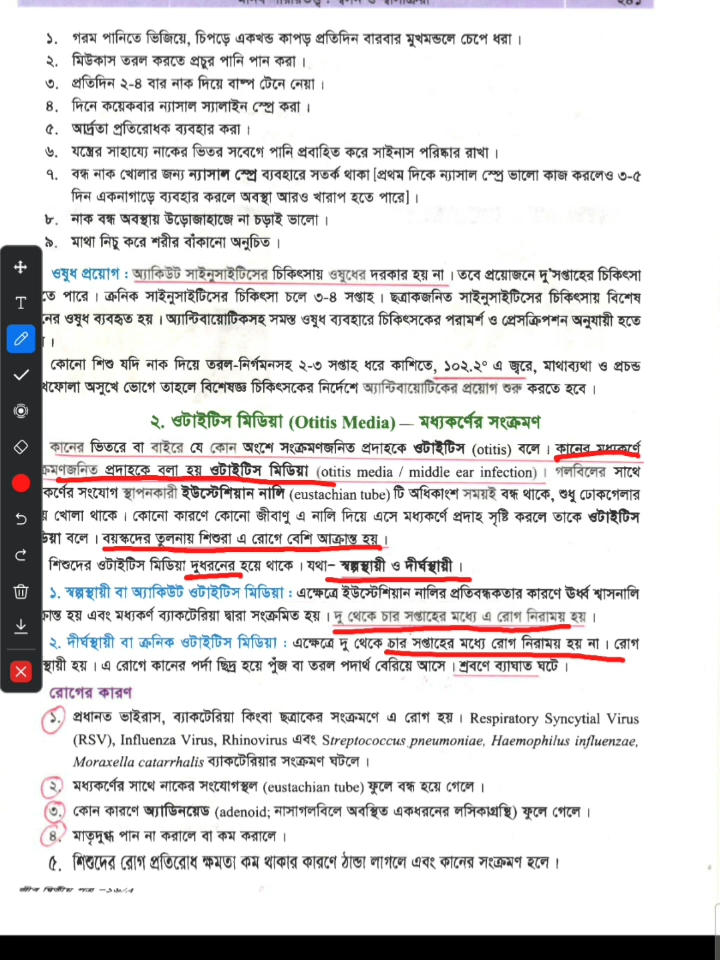 ১. গরম পানিতে ভিজিয়ে, চিপড়ে একখন্ড কাপড় প্রতিদিন বারবার মুখমন্ডলে চেপে ধরা।
২. মিউকাস তরল করতে প্রচুর পানি পান করা।
৩. প্রতিদিন ২-৪ বার নাক দিয়ে বাষ্প টেনে নেয়া।
৪. দিনে কয়েকবার ন্যাসাল স্যালাইন স্প্রে করা।
৫. আর্দ্রতা প্রতিরোধক ব্যবহার করা।
৬. যন্ত্রের সাহায্যে নাকের ভিতর সবেগে পানি প্রবাহিত করে সাইনাস পরিষ্কার রাখা।
৭. বন্ধ নাক খোলার জন্য ন্যাসাল স্প্রে ব্যবহারে সতর্ক থাকা [প্রথম দিকে ন্যাসাল স্প্রে ভালো কাজ করলেও ৩-৫
দিন একনাগাড়ে ব্যবহার করলে অবস্থা আরও খারাপ হতে পারে]।
৮. নাক বন্ধ অবস্থায় উড়োজাহাজে না চড়াই ভালো।
৯. মাথা নিচু করে শরীর বাঁকানো অনুচিত।
ওষুধ প্রয়োগ : অ্যাকিউট সাইনুসাইটিসের চিকিৎসায় ওষুধের দরকার হয় না। তবে প্রয়োজনে দু'সপ্তাহের চিকিৎসা
তে পারে। ক্রনিক সাইনুসাইটিসের চিকিৎসা চলে ৩-৪ সপ্তাহ। ছত্রাকজনিত সাইনুসাইটিসের চিকিৎসায় বিশেষ
নের ওষুধ ব্যবহৃত হয়। অ্যান্টিবায়োটিকসহ সমস্ত ওষুধ ব্যবহারে চিকিৎসকের পরামর্শ ও প্রেসক্রিপশন অনুযায়ী হতে
।
কোনো শিশু যদি নাক দিয়ে তরল-নির্গমনসহ ২-৩ সপ্তাহ ধরে কাশিতে, ১০২.২° এ জ্বরে, মাথাব্যথা ও প্রচন্ড
খফোলা অসুখে ভোগে তাহলে বিশেষজ্ঞ চিকিৎসকের নির্দেশে অ্যান্টিবায়োটিকের প্রয়োগ শুরু করতে হবে।
২. ওটাইটিস মিডিয়া (Otitis Media) — মধ্যকর্ণের সংক্রমণ
কানের ভিতরে বা বাইরে যে কোন অংশে সংক্রমণজনিত প্রদাহকে ওটাইটিস (otitis) বলে। কানের মধ্যকর্ণে
ক্রমণজনিত প্রদাহকে বলা হয় ওটাইটিস মিডিয়া (otitis media / middle ear infection)। গলবিলের সাথে
কর্ণের সংযোগ স্থাপনকারী ইউস্টেশিয়ান নালি (eustachian tube) টি অধিকাংশ সময়ই বন্ধ থাকে, শুধু ঢোকগেলার
য় খোলা থাকে। কোনো কারণে কোনো জীবাণু এ নালি দিয়ে এসে মধ্যকর্ণে প্রদাহ সৃষ্টি করলে তাকে ওটাইটিস
ডিয়া বলে। বয়স্কদের তুলনায় শিশুরা এ রোগে বেশি আক্রান্ত হয়।
শিশুদের ওটাইটিস মিডিয়া দুধরনের হয়ে থাকে। যথা– স্বল্পস্থায়ী ও দীর্ঘস্থায়ী।
১. স্বল্পস্থায়ী বা অ্যাকিউট ওটাইটিস মিডিয়া : এক্ষেত্রে ইউস্টেশিয়ান নালির প্রতিবন্ধকতার কারণে ঊর্ধ্ব শ্বাসনালি
ক্রান্ত হয় এবং মধ্যকর্ণ ব্যাকটেরিয়া দ্বারা সংক্রমিত হয়। দু থেকে চার সপ্তাহের মধ্যে এ রোগ নিরাময় হয়।
২. দীর্ঘস্থায়ী বা ক্রনিক ওটাইটিস মিডিয়া : এক্ষেত্রে দু থেকে চার সপ্তাহের মধ্যে রোগ নিরাময় হয় না। রোগ
স্থায়ী হয়। এ রোগে কানের পর্দা ছিদ্র হয়ে পুঁজ বা তরল পদার্থ বেরিয়ে আসে। শ্রবণে ব্যাঘাত ঘটে।
রোগের কারণ
১. প্রধানত ভাইরাস, ব্যাকটেরিয়া কিংবা ছত্রাকের সংক্রমণে এ রোগ হয়। Respiratory Syncytial Virus
(RSV), Influenza Virus, Rhinovirus এবং Streptococcus pneumoniae, Haemophilus influenzae,
Moraxella catarrhalis ব্যাকটেরিয়ার সংক্রমণ ঘটলে।
২. মধ্যকর্ণের সাথে নাকের সংযোগস্থল (eustachian tube) ফুলে বন্ধ হয়ে গেলে।
৩. কোন কারণে অ্যাডিনয়েড (adenoid; নাসাগলবিলে অবস্থিত একধরনের লসিকাগ্রন্থি) ফুলে গেলে।
৪. মাতৃদুগ্ধ পান না করালে বা কম করালে।
৫. শিশুদের রোগ প্রতিরোধ ক্ষমতা কম থাকার কারণে ঠান্ডা লাগলে এবং কানের সংক্রমণ হলে।
T